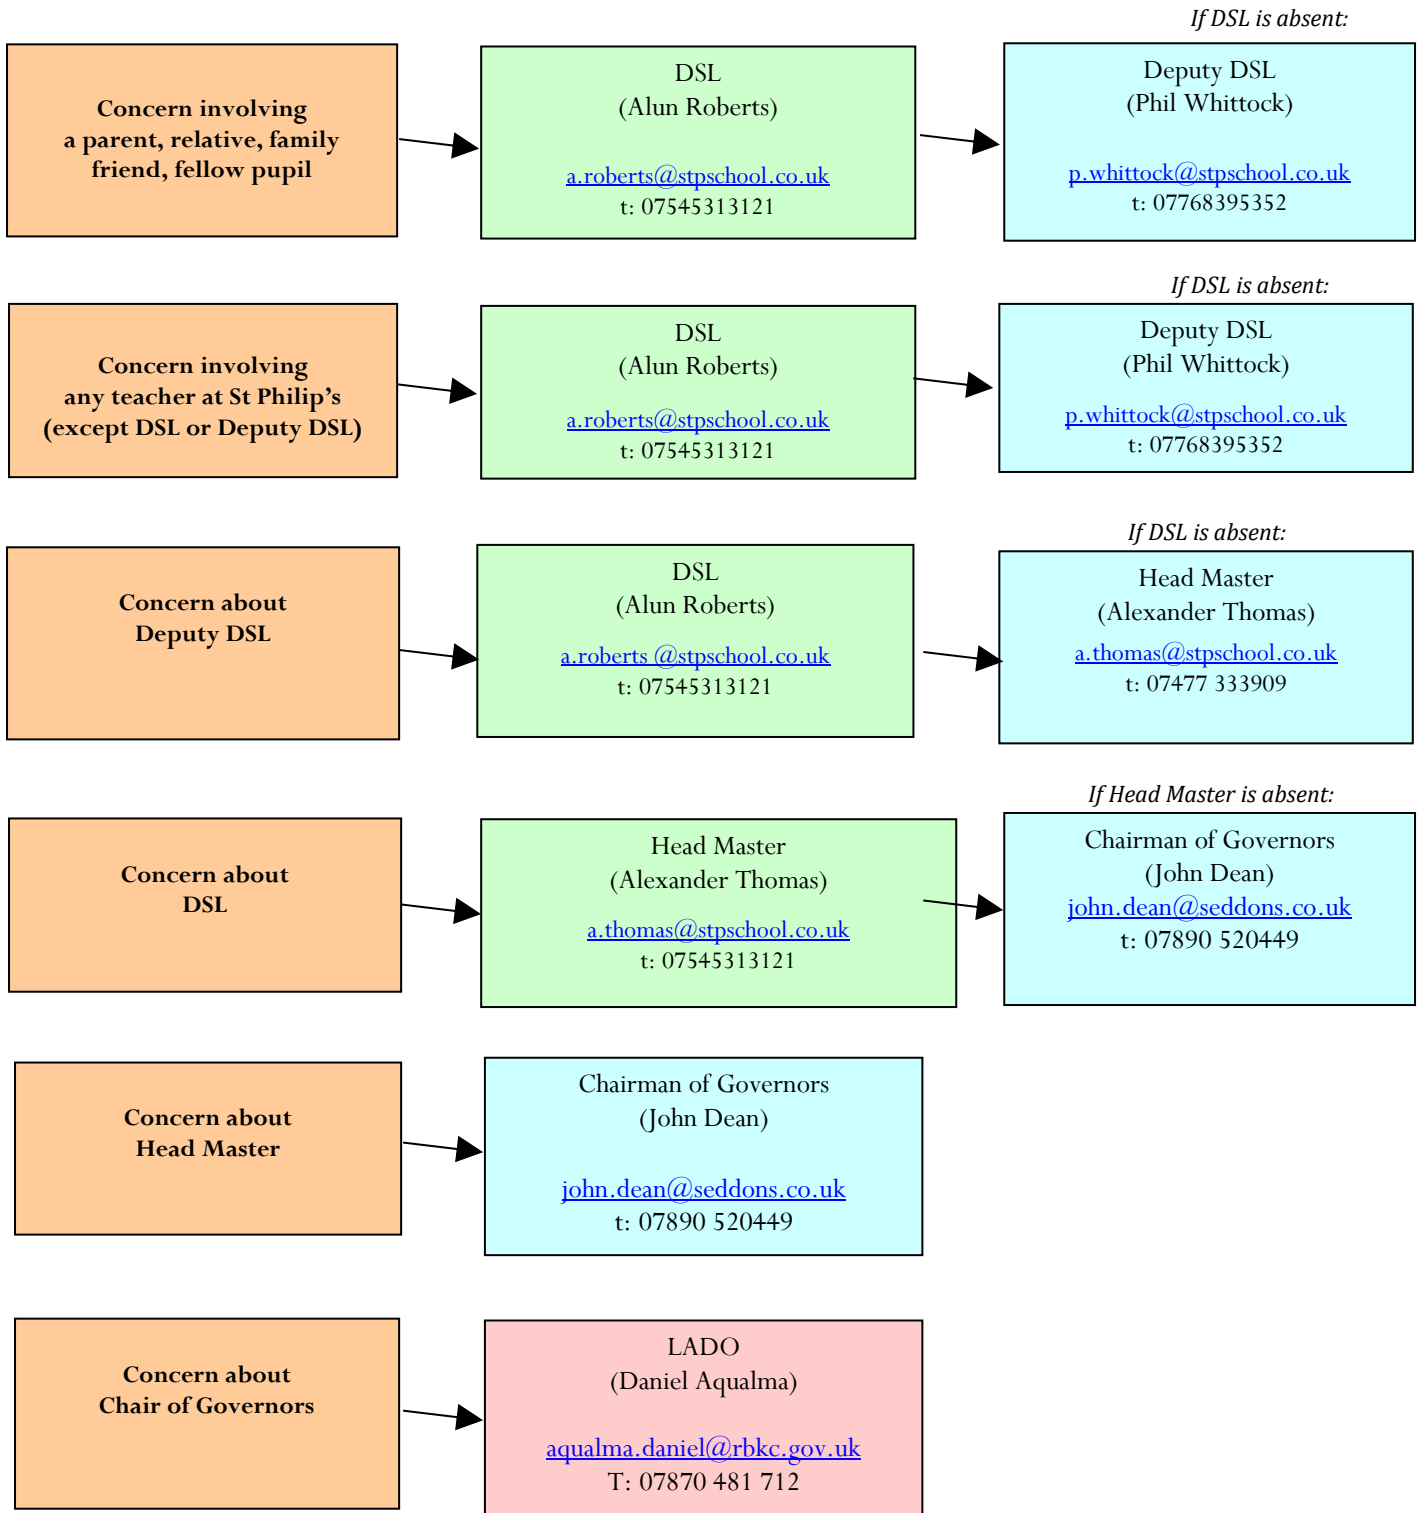 If DSL is absent:
Concern involving
a parent, relative, family
friend, fellow pupil
DSL
(Alun Roberts)
a.roberts@stpschool.co.uk
t: 07545313121
Deputy DSL
(Phil Whittock)
p.whittock@stpschool.co.uk
t: 07768395352
If DSL is absent:
Concern involving
any teacher at St Philip’s
(except DSL or Deputy DSL)
DSL
(Alun Roberts)
a.roberts@stpschool.co.uk
t: 07545313121
Deputy DSL
(Phil Whittock)
p.whittock@stpschool.co.uk
t: 07768395352
If DSL is absent:
Concern about
Deputy DSL
DSL
(Alun Roberts)
a.roberts @stpschool.co.uk
t: 07545313121
Head Master
(Alexander Thomas)
a.thomas@stpschool.co.uk
t: 07477 333909
If Head Master is absent:
Concern about
DSL
Head Master
(Alexander Thomas)
a.thomas@stpschool.co.uk
t: 07545313121
Chairman of Governors
(John Dean)
john.dean@seddons.co.uk
t: 07890 520449
Concern about
Head Master
Chairman of Governors
(John Dean)
john.dean@seddons.co.uk
t: 07890 520449
Concern about
Chair of Governors
LADO
(Daniel Aqualma)
aqualma.daniel@rbkc.gov.uk
T: 07870 481 712